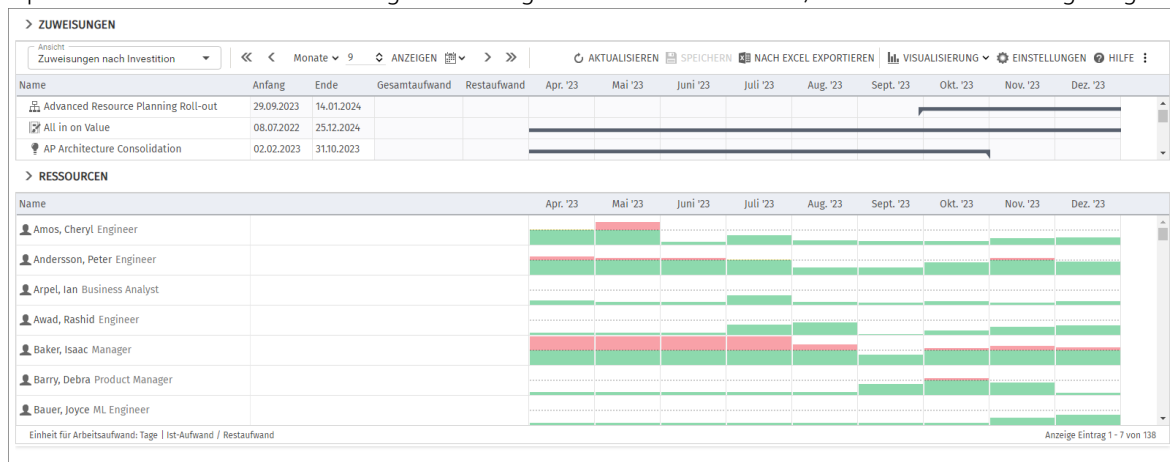 > ZUWEISUNGEN
Ansicht
Zuweisungen nach Investition
Monate 9 ANZEIGEN AKTUALISIEREN SPEICHERN NACH EXCEL EXPORTIEREN VISUALISIERUNG EINSTELLUNGEN HILFE
Name Anfang Ende Gesamtaufwand Restaufwand Apr. '23 Mai '23 Juni '23 Juli '23 Aug. '23 Sept. '23 Okt. '23 Nov. '23 Dez. '23
Advanced Resource Planning Roll-out 29.09.2023 14.01.2024
All in on Value 08.07.2022 25.12.2024
AP Architecture Consolidation 02.02.2023 31.10.2023
> RESSOURCEN
Name Apr. '23 Mai '23 Juni '23 Juli '23 Aug. '23 Sept. '23 Okt. '23 Nov. '23 Dez. '23
Amos, Cheryl Engineer
Andersson, Peter Engineer
Arpel, Ian Business Analyst
Awad, Rashid Engineer
Baker, Isaac Manager
Barry, Debra Product Manager
Bauer, Joyce ML Engineer
Einheit für Arbeitsaufwand: Tage | Ist-Aufwand / Restaufwand Anzeige Eintrag 1 - 7 von 138